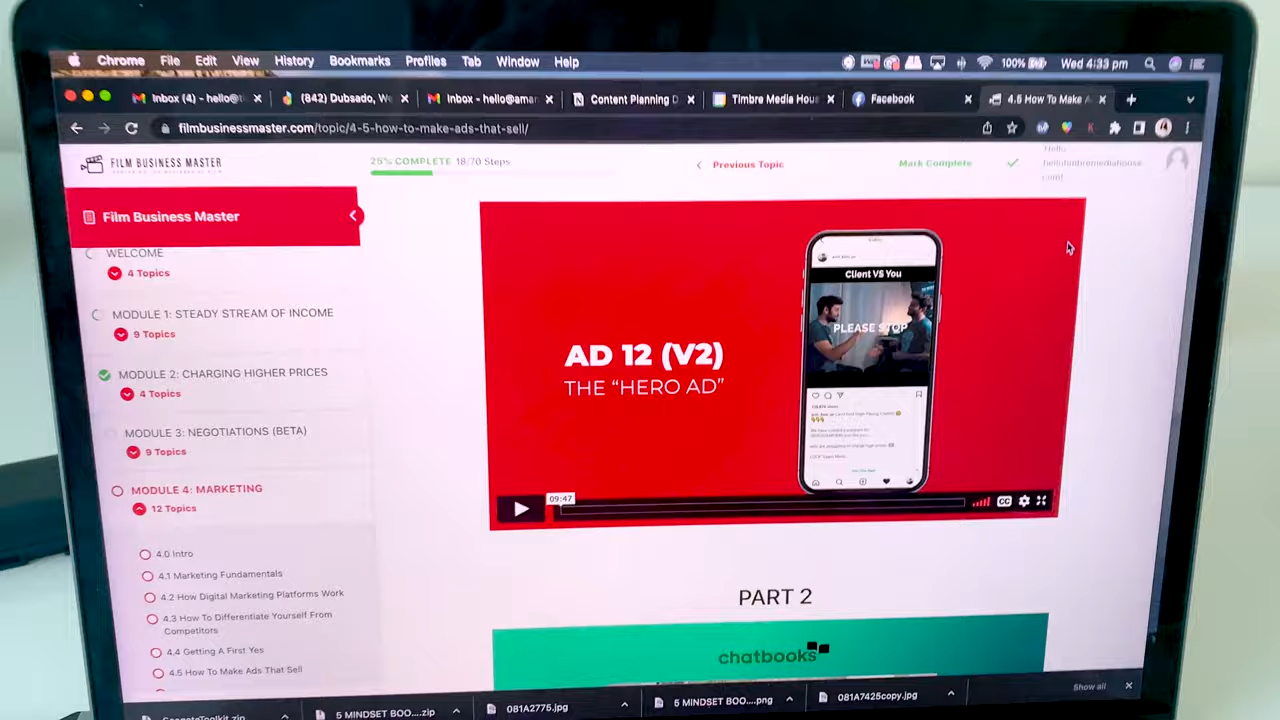 Chrome File Edit View History Bookmarks Profiles Tab Window Help
100% Wed 4:33 pm
Inbox (4) - hello@ti
(842) Dubsado, We
Inbox - hello@amar
Content Planning D
Timbre Media Hous
Facebook
4.5 How To Make A
filmbusinessmaster.com/topic/4-5-how-to-make-ads-that-sell/
FILM BUSINESS MASTER
25% COMPLETE 18/70 Steps
Previous Topic
Mark Complete
Hello,
hellotimbremediahouse.
com!
Film Business Master
WELCOME
4 Topics
MODULE 1: STEADY STREAM OF INCOME
9 Topics
MODULE 2: CHARGING HIGHER PRICES
4 Topics
MODULE 3: NEGOTIATIONS (BETA)
9 Topics
MODULE 4: MARKETING
12 Topics
4.0 Intro
4.1 Marketing Fundamentals
4.2 How Digital Marketing Platforms Work
4.3 How To Differentiate Yourself From
Competitors
4.4 Getting A First Yes
4.5 How To Make Ads That Sell
AD 12 (V2)
THE “HERO AD”
Client VS You
PLEASE STOP
09:47
CC
PART 2
chatbooks
5 MINDSET BOO....zip
081A2775.jpg
5 MINDSET BOO....png
081A7425copy.jpg
Show all